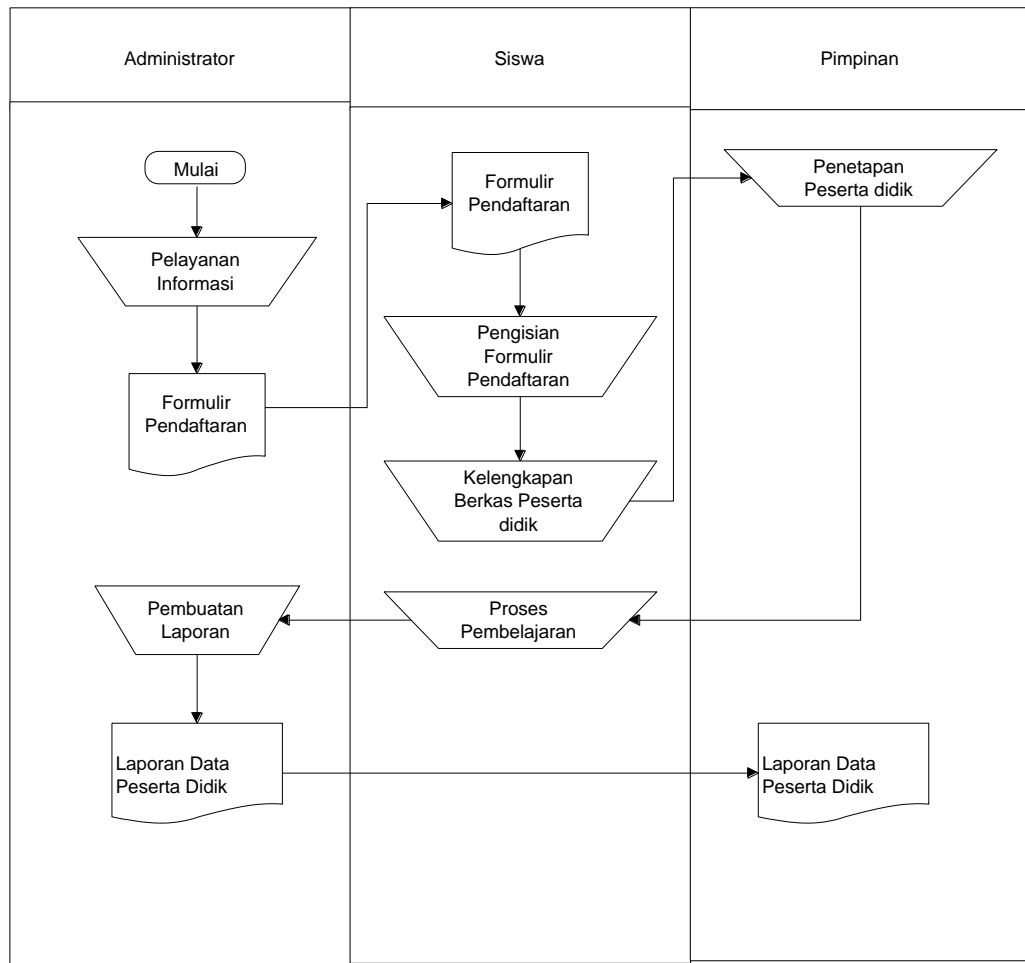 Administrator
Siswa
Pimpinan
Mulai
Pelayanan
Informasi
Formulir
Pendaftaran
Formulir
Pendaftaran
Pengisian
Formulir
Pendaftaran
Kelengkapan
Berkas Peserta
didik
Penetapan
Peserta didik
Proses
Pembelajaran
Pembuatan
Laporan
Laporan Data
Peserta Didik
Laporan Data
Peserta Didik